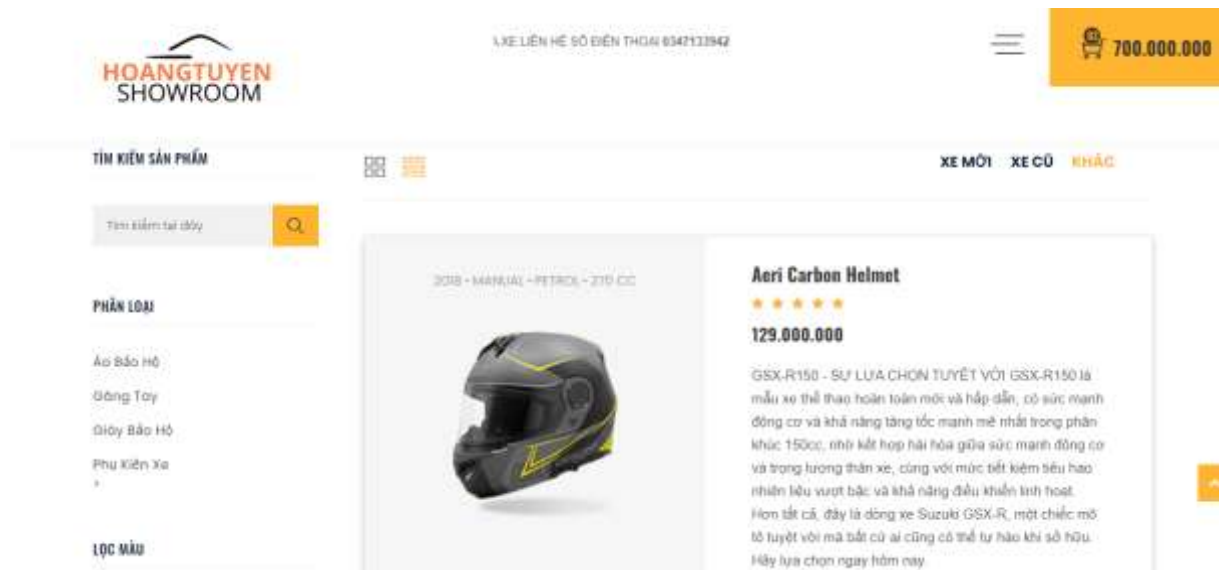 HOANGTUYEN
SHOWROOM
XE LIÊN HỆ SỐ ĐIỆN THOẠI 0347133942
700.000.000
TÌM KIẾM SẢN PHẨM
XE MỚI XE CŨ KHÁC
Tìm kiếm tại đây
2018 - MANUAL - PETROL - 270 CC
Aeri Carbon Helmet
129.000.000
PHÂN LOẠI
Áo Bảo Hộ
Găng Tay
Giày Bảo Hộ
Phụ Kiện Xe
LỌC MÀU
GSX-R150 - SỰ LỰA CHỌN TUYỆT VỜI GSX-R150 là
mẫu xe thể thao hoàn toàn mới và hấp dẫn, có sức mạnh
động cơ và khả năng tăng tốc mạnh mẽ nhất trong phân
khúc 150cc, nhờ kết hợp hài hòa giữa sức mạnh động cơ
và trọng lượng thân xe, cùng với mức tiết kiệm tiêu hao
nhiên liệu vượt bậc và khả năng điều khiển linh hoạt.
Hơn tất cả, đây là dòng xe Suzuki GSX-R, một chiếc mô
tô tuyệt vời mà bất cứ ai cũng có thể tự hào khi sở hữu.
Hãy lựa chọn ngay hôm nay